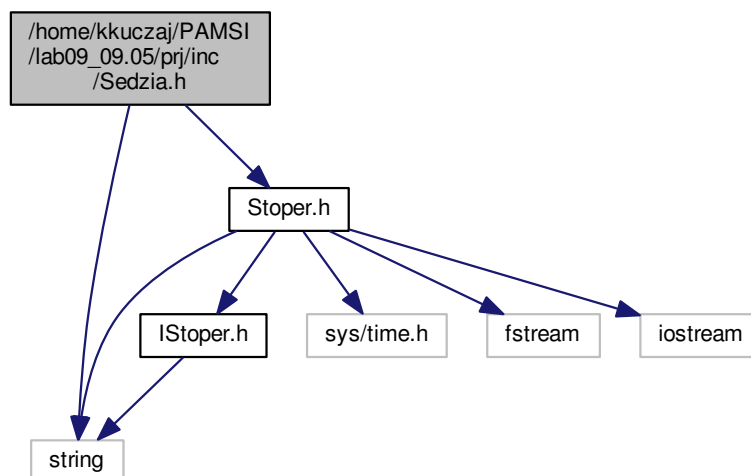 /home/kkuczaj/PAMSI
/lab09_09.05/prj/inc
/Sedzia.h
Stoper.h
IStoper.h
sys/time.h
fstream
iostream
string